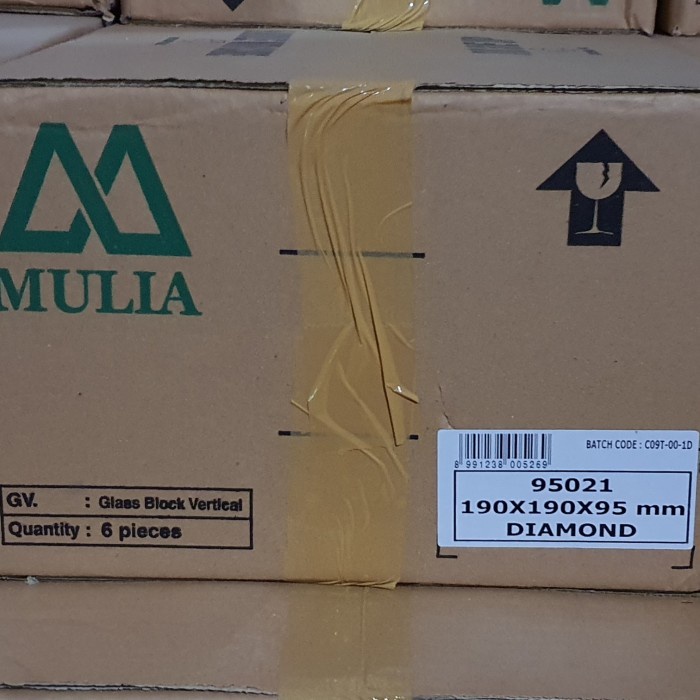 MULIA
GV. : Glass Block Vertical
Quantity : 6 pieces
BATCH CODE : C09T-00-1D
8 991238 005269
95021
190X190X95 mm
DIAMOND